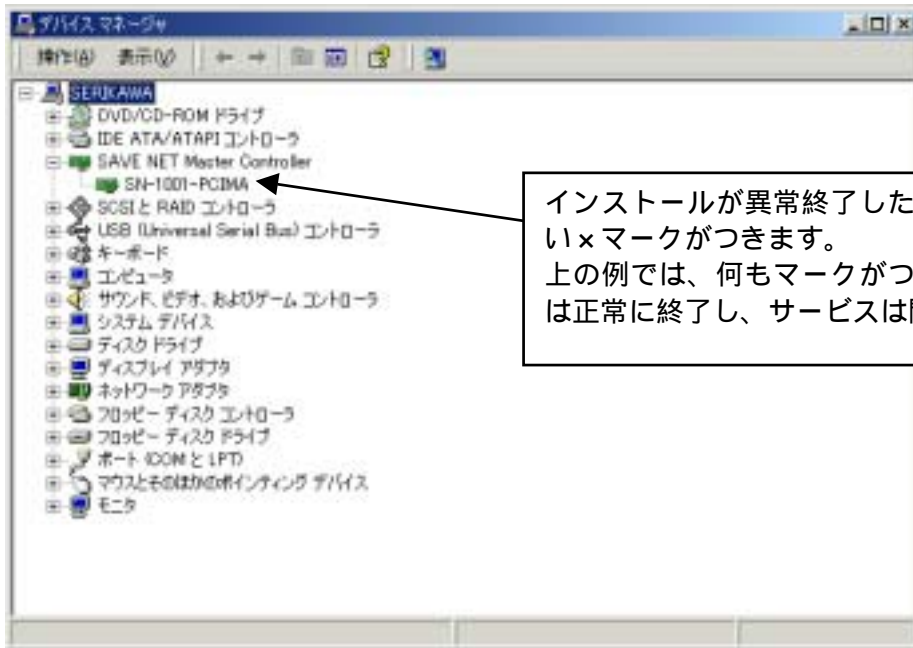 デバイス マネージャ
操作(A) 表示(V)
SERIKAWA
DVD/CD-ROM ドライブ
IDE ATA/ATAPI コントローラ
SAVE NET Master Controller
SN-1001-PCIMA
SCSI と RAID コントローラ
USB (Universal Serial Bus) コントローラ
キーボード
コンピュータ
サウンド、ビデオ、およびゲーム コントローラ
システム デバイス
ディスク ドライブ
ディスプレイ アダプタ
ネットワーク アダプタ
フロッピー ディスク コントローラ
フロッピー ディスク ドライブ
ポート (COM と LPT)
マウスとそのほかのポインティング デバイス
モニタ
インストールが異常終了した
い×マークがつきます。
上の例では、何もマークがつ
は正常に終了し、サービスは